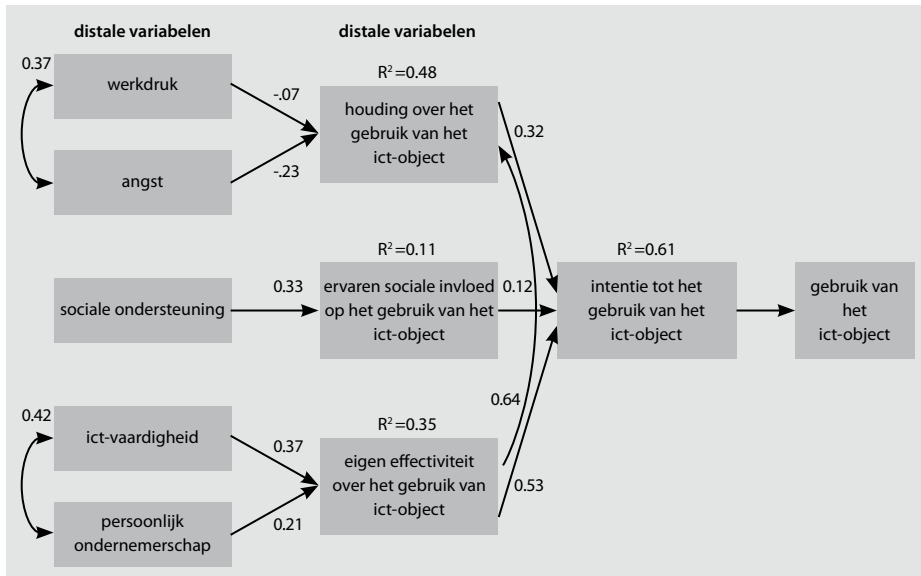 distale variabelen
distale variabelen
0.37
werkdruk
angst
-.07
-.23
R²=0.48
houding over het
gebruik van het
ict-object
0.32
sociale ondersteuning
0.33
R²=0.11
ervaren sociale invloed
op het gebruik van het
ict-object
0.12
R²=0.61
intentie tot het
gebruik van het
ict-object
gebruik van
het
ict-object
0.42
ict-vaardigheid
persoonlijk
ondernemerschap
0.37
0.21
R²=0.35
eigen effectiviteit
over het gebruik van
ict-object
0.64
0.53